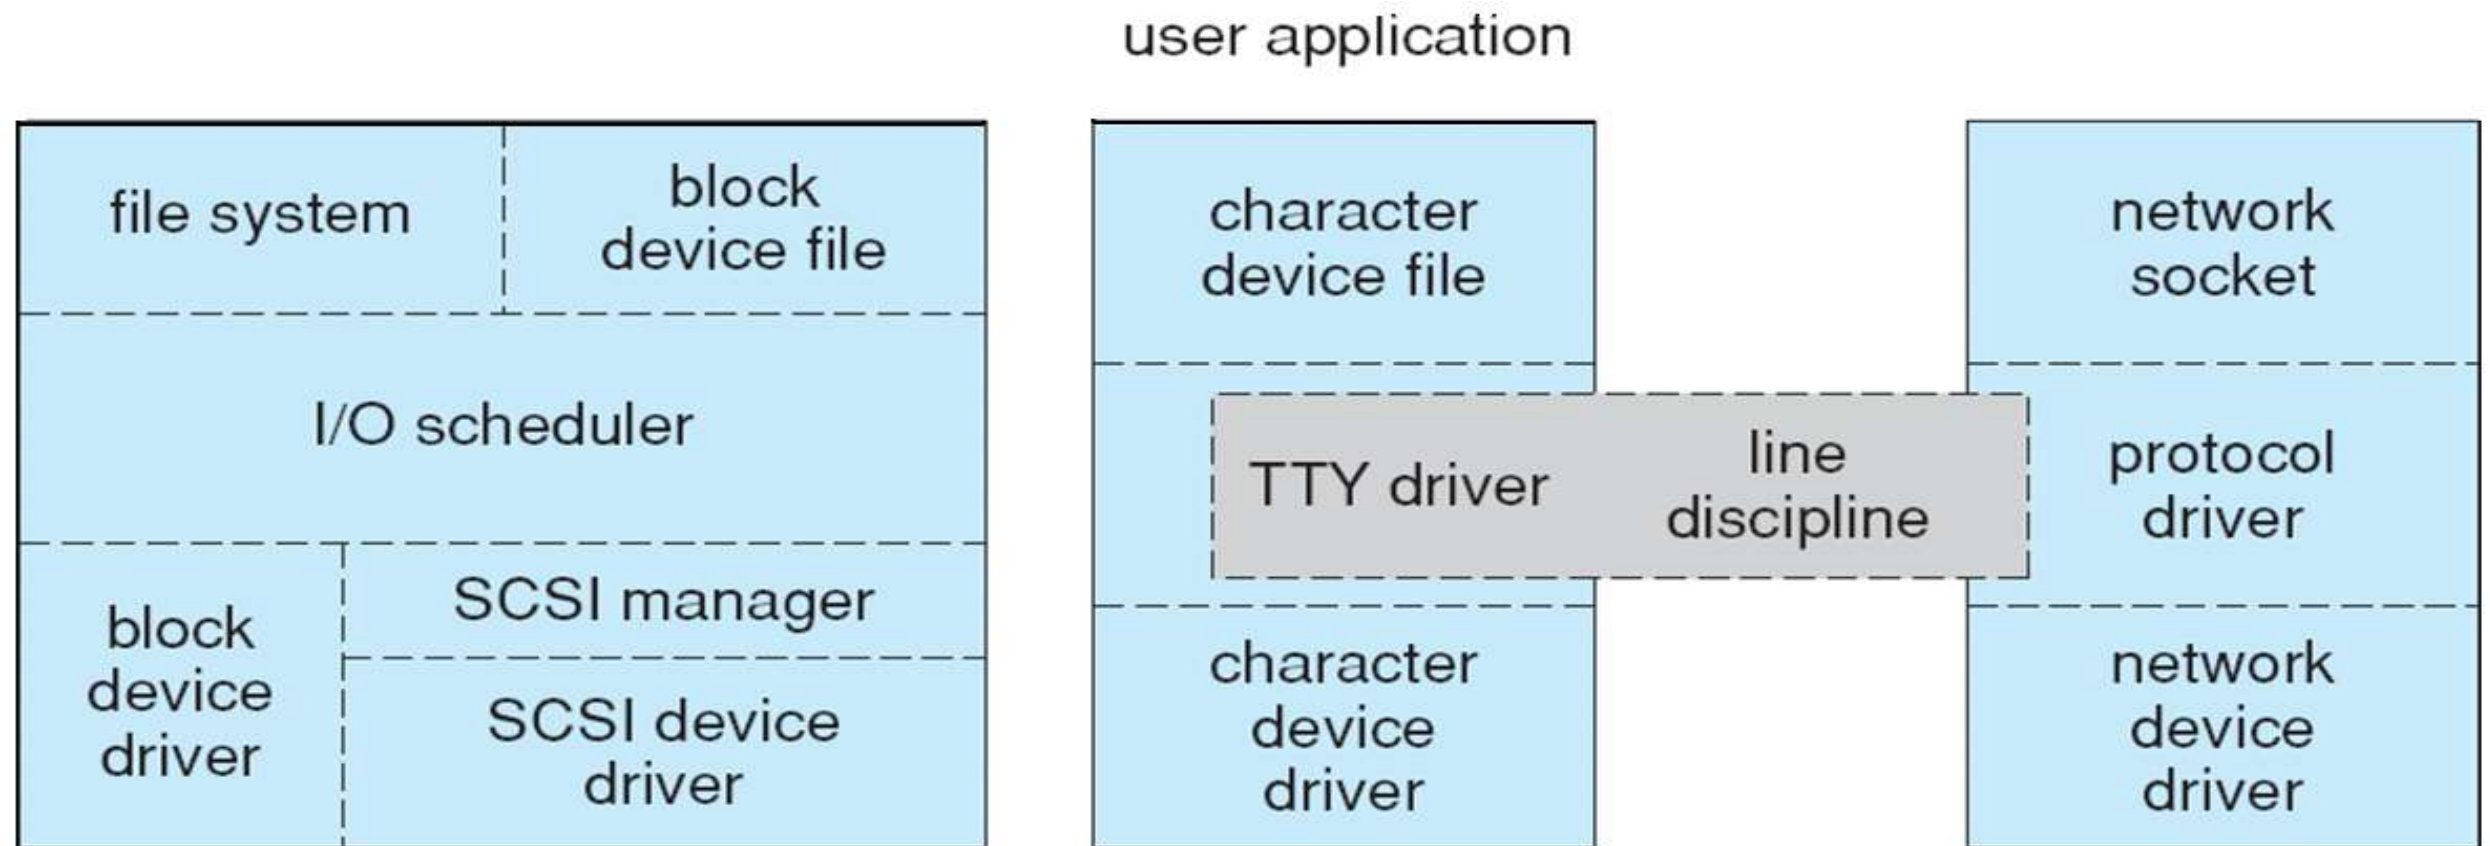 user application
file system
block
device file
I/O scheduler
block
device
driver
SCSI manager
SCSI device
driver
character
device file
TTY driver
line
discipline
character
device
driver
network
socket
protocol
driver
network
device
driver